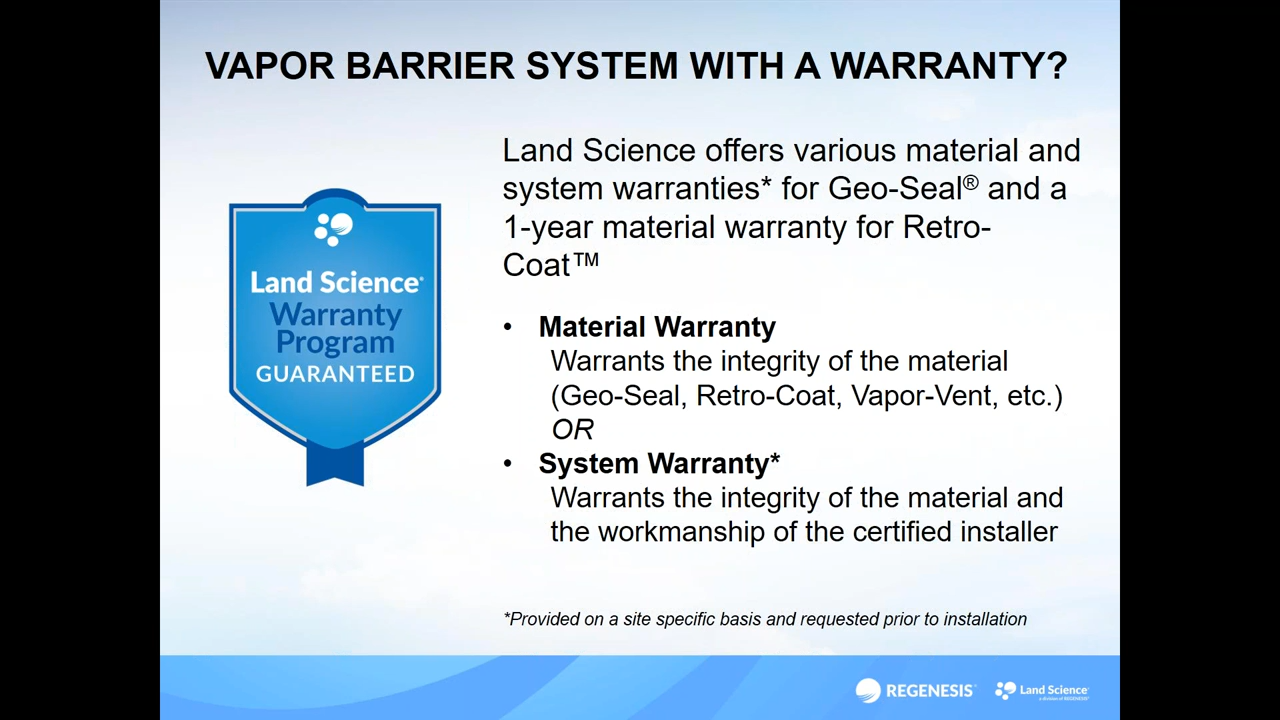 VAPOR BARRIER SYSTEM WITH A WARRANTY?
Land Science offers various material and
system warranties* for Geo-Seal® and a
1-year material warranty for Retro-
Coat™
Land Science®
Warranty
Program
GUARANTEED
• Material Warranty
Warrants the integrity of the material
(Geo-Seal, Retro-Coat, Vapor-Vent, etc.)
OR
• System Warranty*
Warrants the integrity of the material and
the workmanship of the certified installer
*Provided on a site specific basis and requested prior to installation
REGENESIS
Land Science
a division of REGENESIS